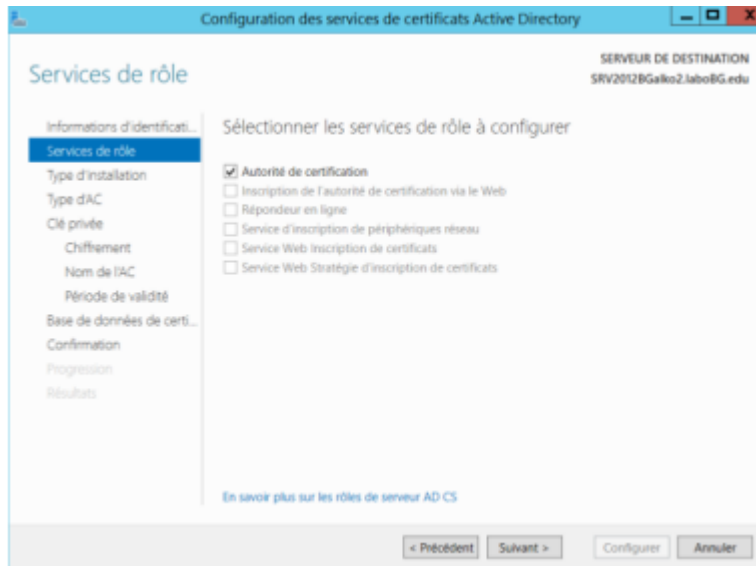 Configuration des services de certificats Active Directory
Services de rôle
SERVEUR DE DESTINATION
SRV2012BGalko2.laboBG.edu
Informations d'identificati...
Services de rôle
Type d'installation
Type d'AC
Clé privée
Chiffrement
Nom de l'AC
Période de validité
Base de données de certi...
Confirmation
Progression
Résultats
Sélectionner les services de rôle à configurer
Autorité de certification
Inscription de l'autorité de certification via le Web
Répondeur en ligne
Service d'inscription de périphériques réseau
Service Web Inscription de certificats
Service Web Stratégie d'inscription de certificats
En savoir plus sur les rôles de serveur AD CS
< Précédent
Suivant >
Configurer
Annuler